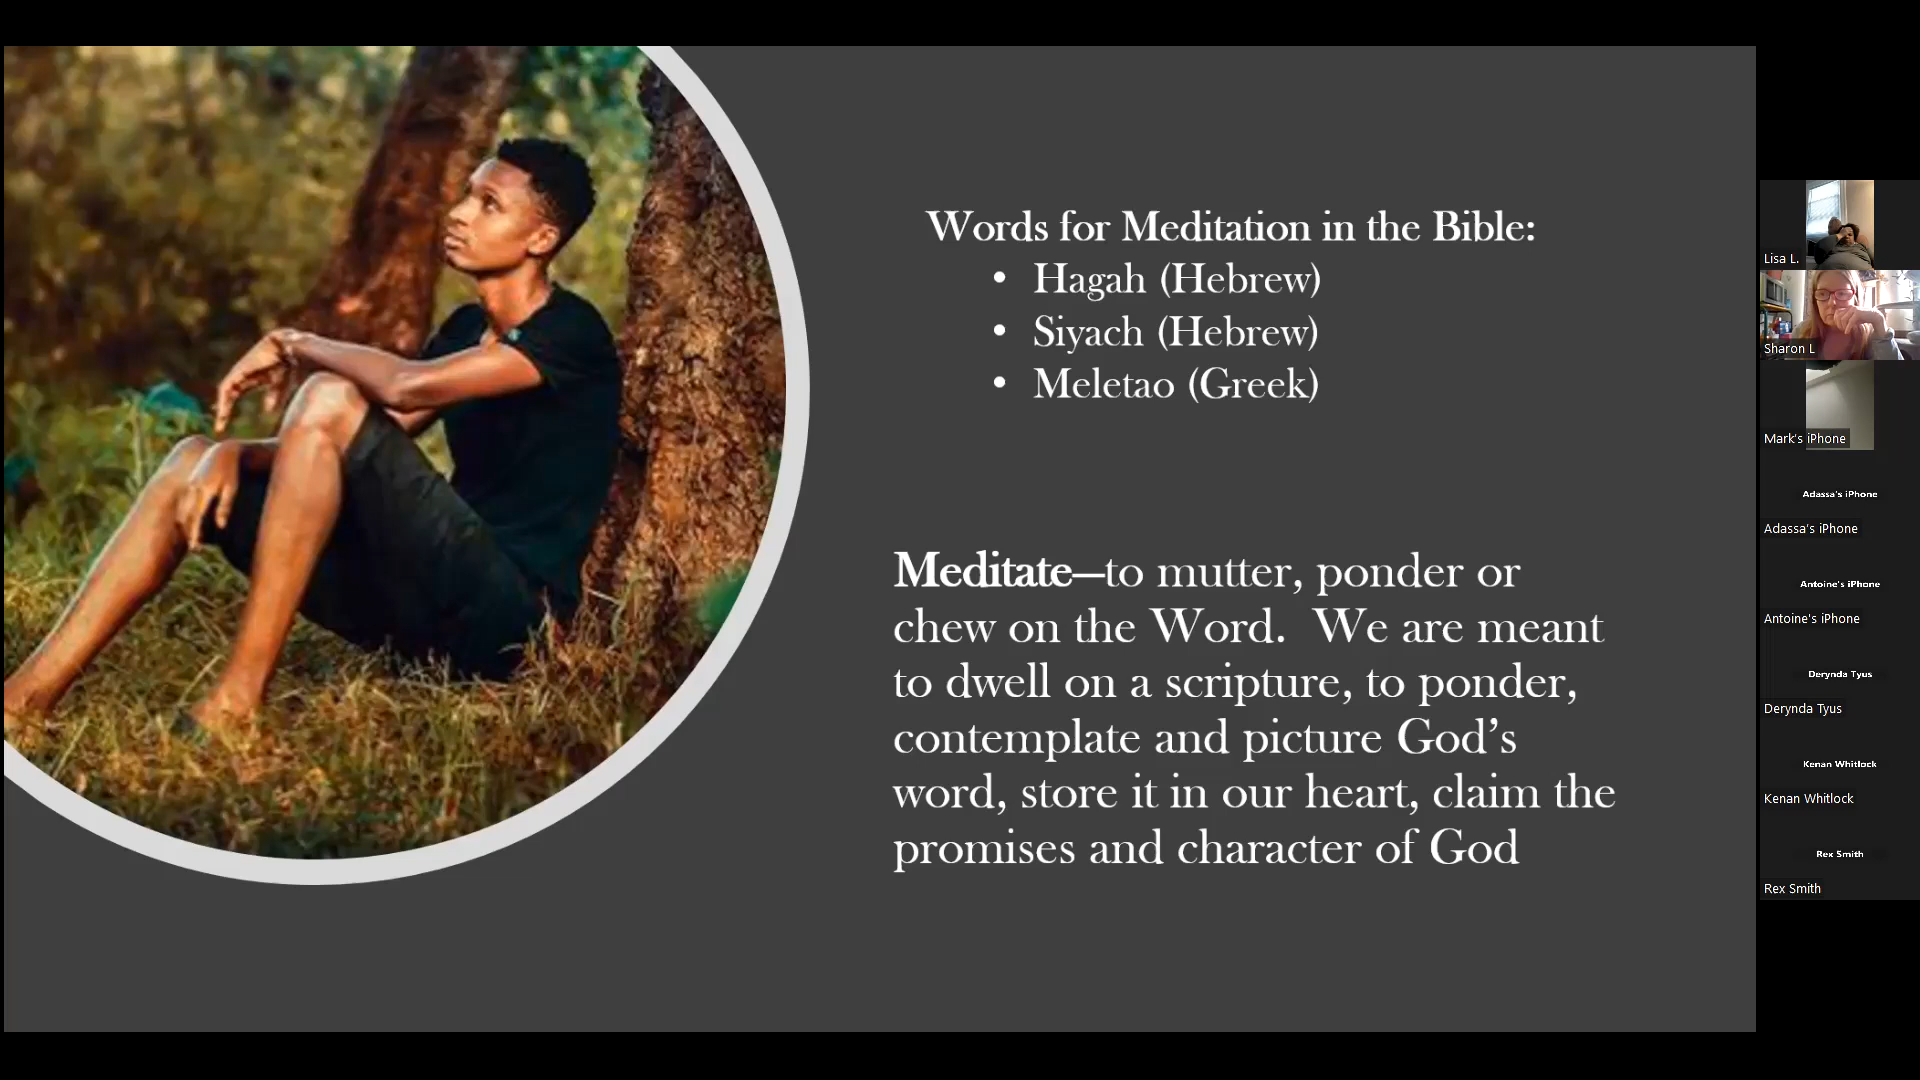 Words for Meditation in the Bible:
• Hagah (Hebrew)
• Siyach (Hebrew)
• Meletao (Greek)
Meditate—to mutter, ponder or
chew on the Word.  We are meant
to dwell on a scripture, to ponder,
contemplate and picture God's
word, store it in our heart, claim the
promises and character of God
Lisa L.
Sharon L
Mark's iPhone
Adassa's iPhone
Adassa's iPhone
Antoine's iPhone
Antoine's iPhone
Derynda Tyus
Derynda Tyus
Kenan Whitlock
Kenan Whitlock
Rex Smith
Rex Smith